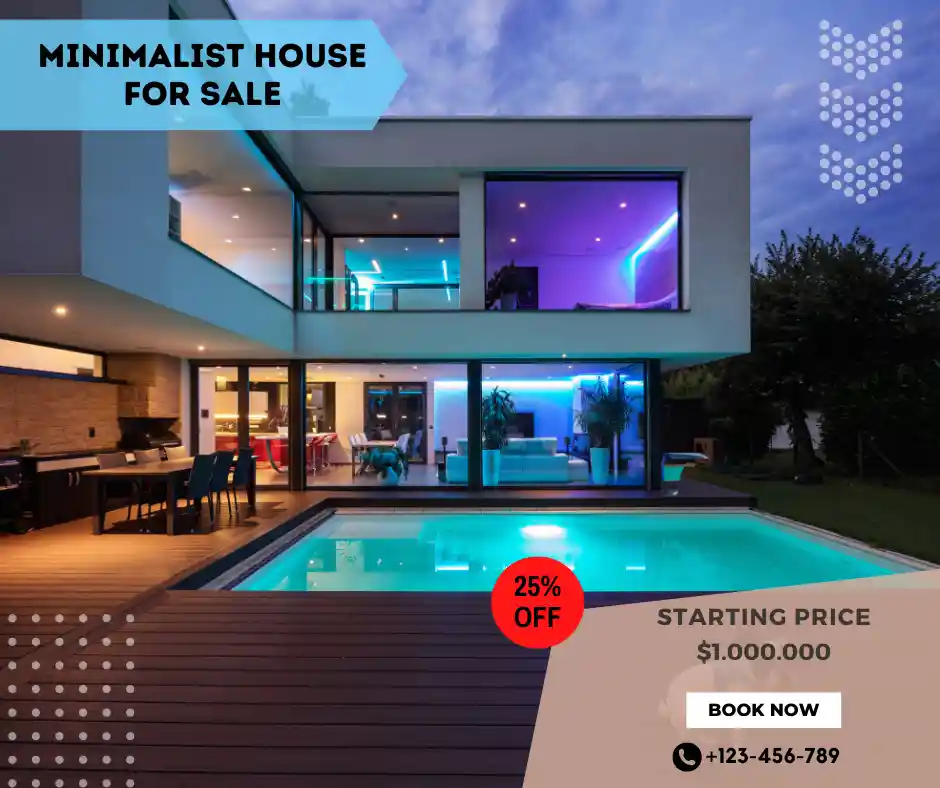 MINIMALIST HOUSE
FOR SALE
25%
OFF
STARTING PRICE
$1.000.000
BOOK NOW
+123-456-789